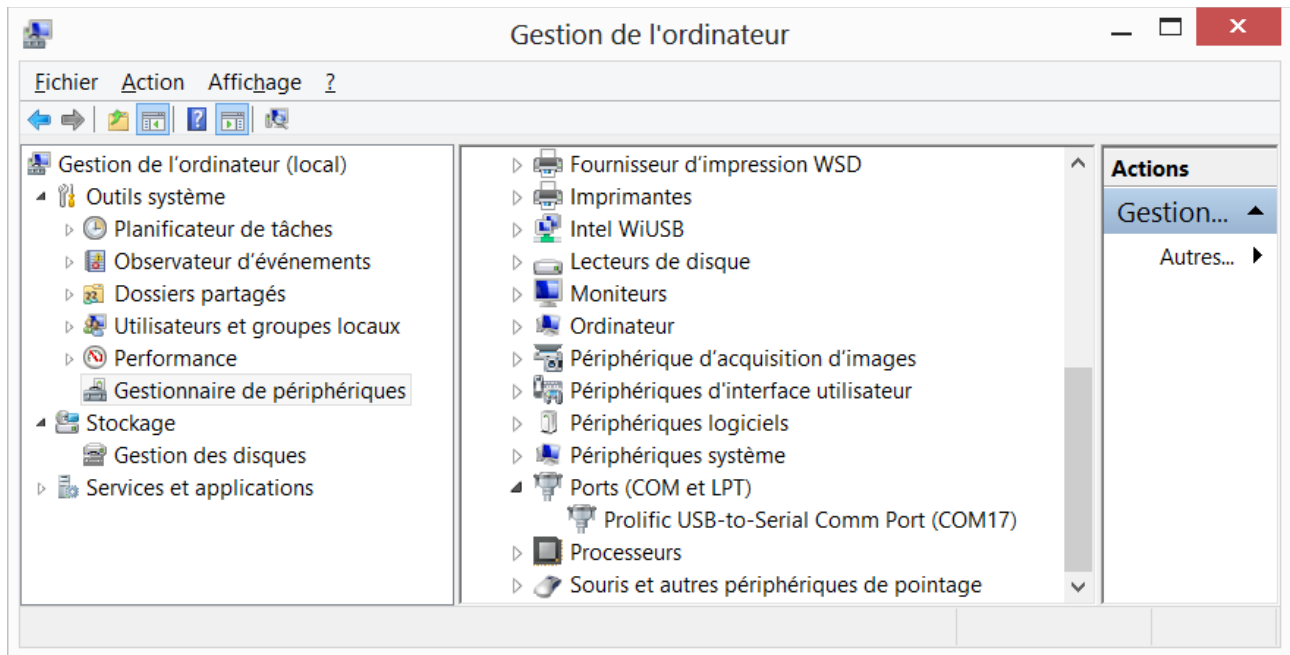 Gestion de l'ordinateur
Fichier Action Affichage ?
Gestion de l'ordinateur (local)
Outils système
Planificateur de tâches
Observateur d'événements
Dossiers partagés
Utilisateurs et groupes locaux
Performance
Gestionnaire de périphériques
Stockage
Gestion des disques
Services et applications
Fournisseur d'impression WSD
Imprimantes
Intel WiUSB
Lecteurs de disque
Moniteurs
Ordinateur
Périphérique d'acquisition d'images
Périphériques d'interface utilisateur
Périphériques logiciels
Périphériques système
Ports (COM et LPT)
Prolific USB-to-Serial Comm Port (COM17)
Processeurs
Souris et autres périphériques de pointage
Actions
Gestion...
Autres...